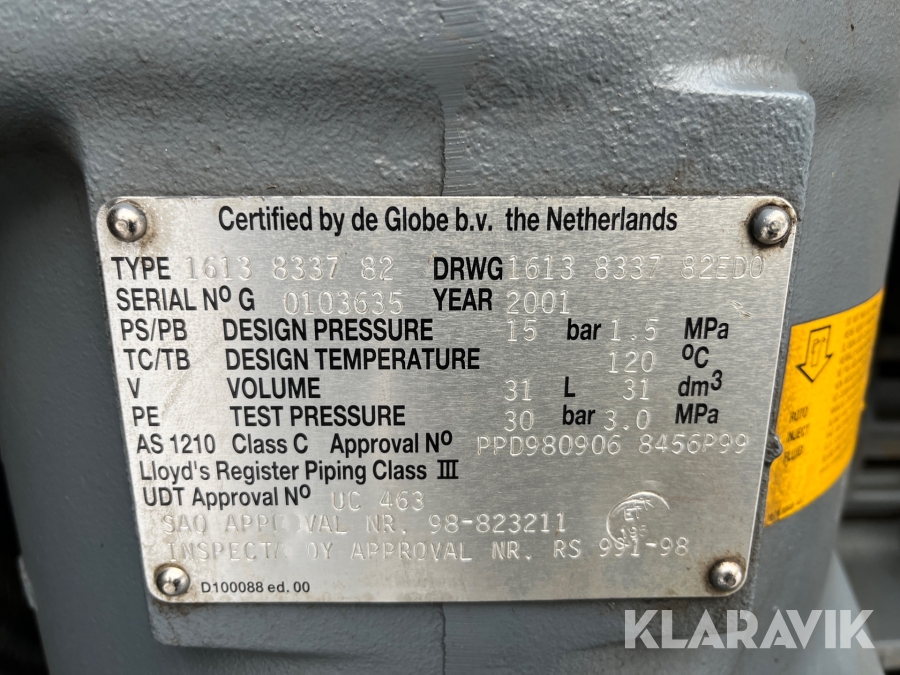 Certified by de Globe b.v. the Netherlands
TYPE 1613 8337 82 DRWG 1613 8337 82ED0
SERIAL Nº G 0103635 YEAR 2001
PS/PB DESIGN PRESSURE 15 bar 1.5 MPa
TC/TB DESIGN TEMPERATURE 120 ºC
V VOLUME 31 L 31 dm³
PE TEST PRESSURE 30 bar 3.0 MPa
AS 1210 Class C Approval Nº PPD980906 8456P99
Lloyd's Register Piping Class III
UDT Approval Nº UC 463
SAQ APPROVAL NR. 98-823211
APPROVAL NR. RS 991-98
D100088 ed. 00
KLARAVIK